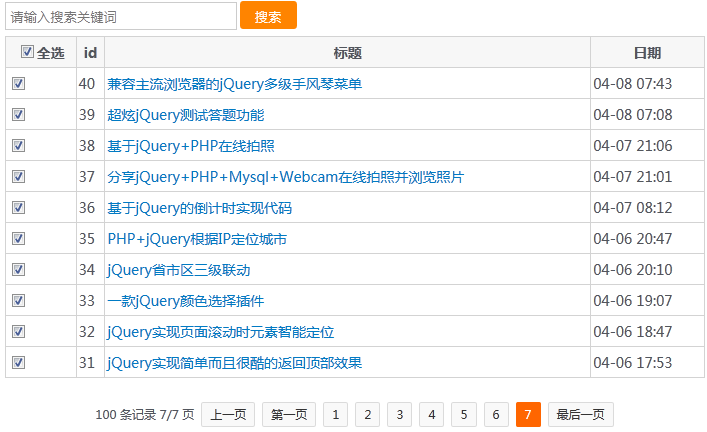 请输入搜索关键词 搜索
全选 id 标题 日期
40 兼容主流浏览器的jQuery多级手风琴菜单 04-08 07:43
39 超炫jQuery测试答题功能 04-08 07:08
38 基于jQuery+PHP在线拍照 04-07 21:06
37 分享jQuery+PHP+Mysql+Webcam在线拍照并浏览照片 04-07 21:01
36 基于jQuery的倒计时实现代码 04-07 08:12
35 PHP+jQuery根据IP定位城市 04-06 20:47
34 jQuery省市区三级联动 04-06 20:10
33 一款jQuery颜色选择插件 04-06 19:07
32 jQuery实现页面滚动时元素智能定位 04-06 18:47
31 jQuery实现简单而且很酷的返回顶部效果 04-06 17:53
100 条记录 7/7 页 上一页 第一页 1 2 3 4 5 6 7 最后一页